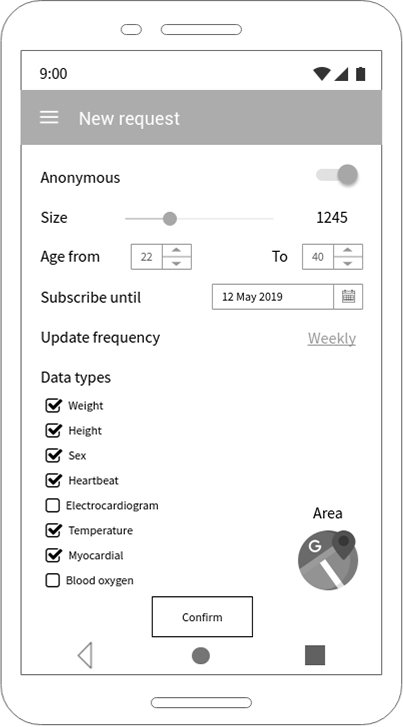 9:00
New request
Anonymous
Size 1245
Age from 22 To 40
Subscribe until 12 May 2019
Update frequency Weekly
Data types
Weight
Height
Sex
Heartbeat
Electrocardiogram
Area
Temperature
Myocardial
G
Blood oxygen
Confirm